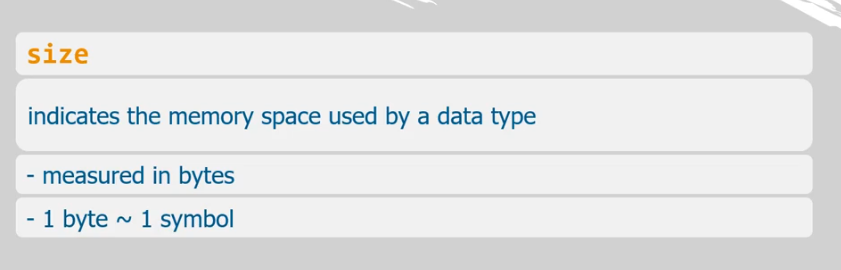 size
indicates the memory space used by a data type
- measured in bytes
- 1 byte ~ 1 symbol